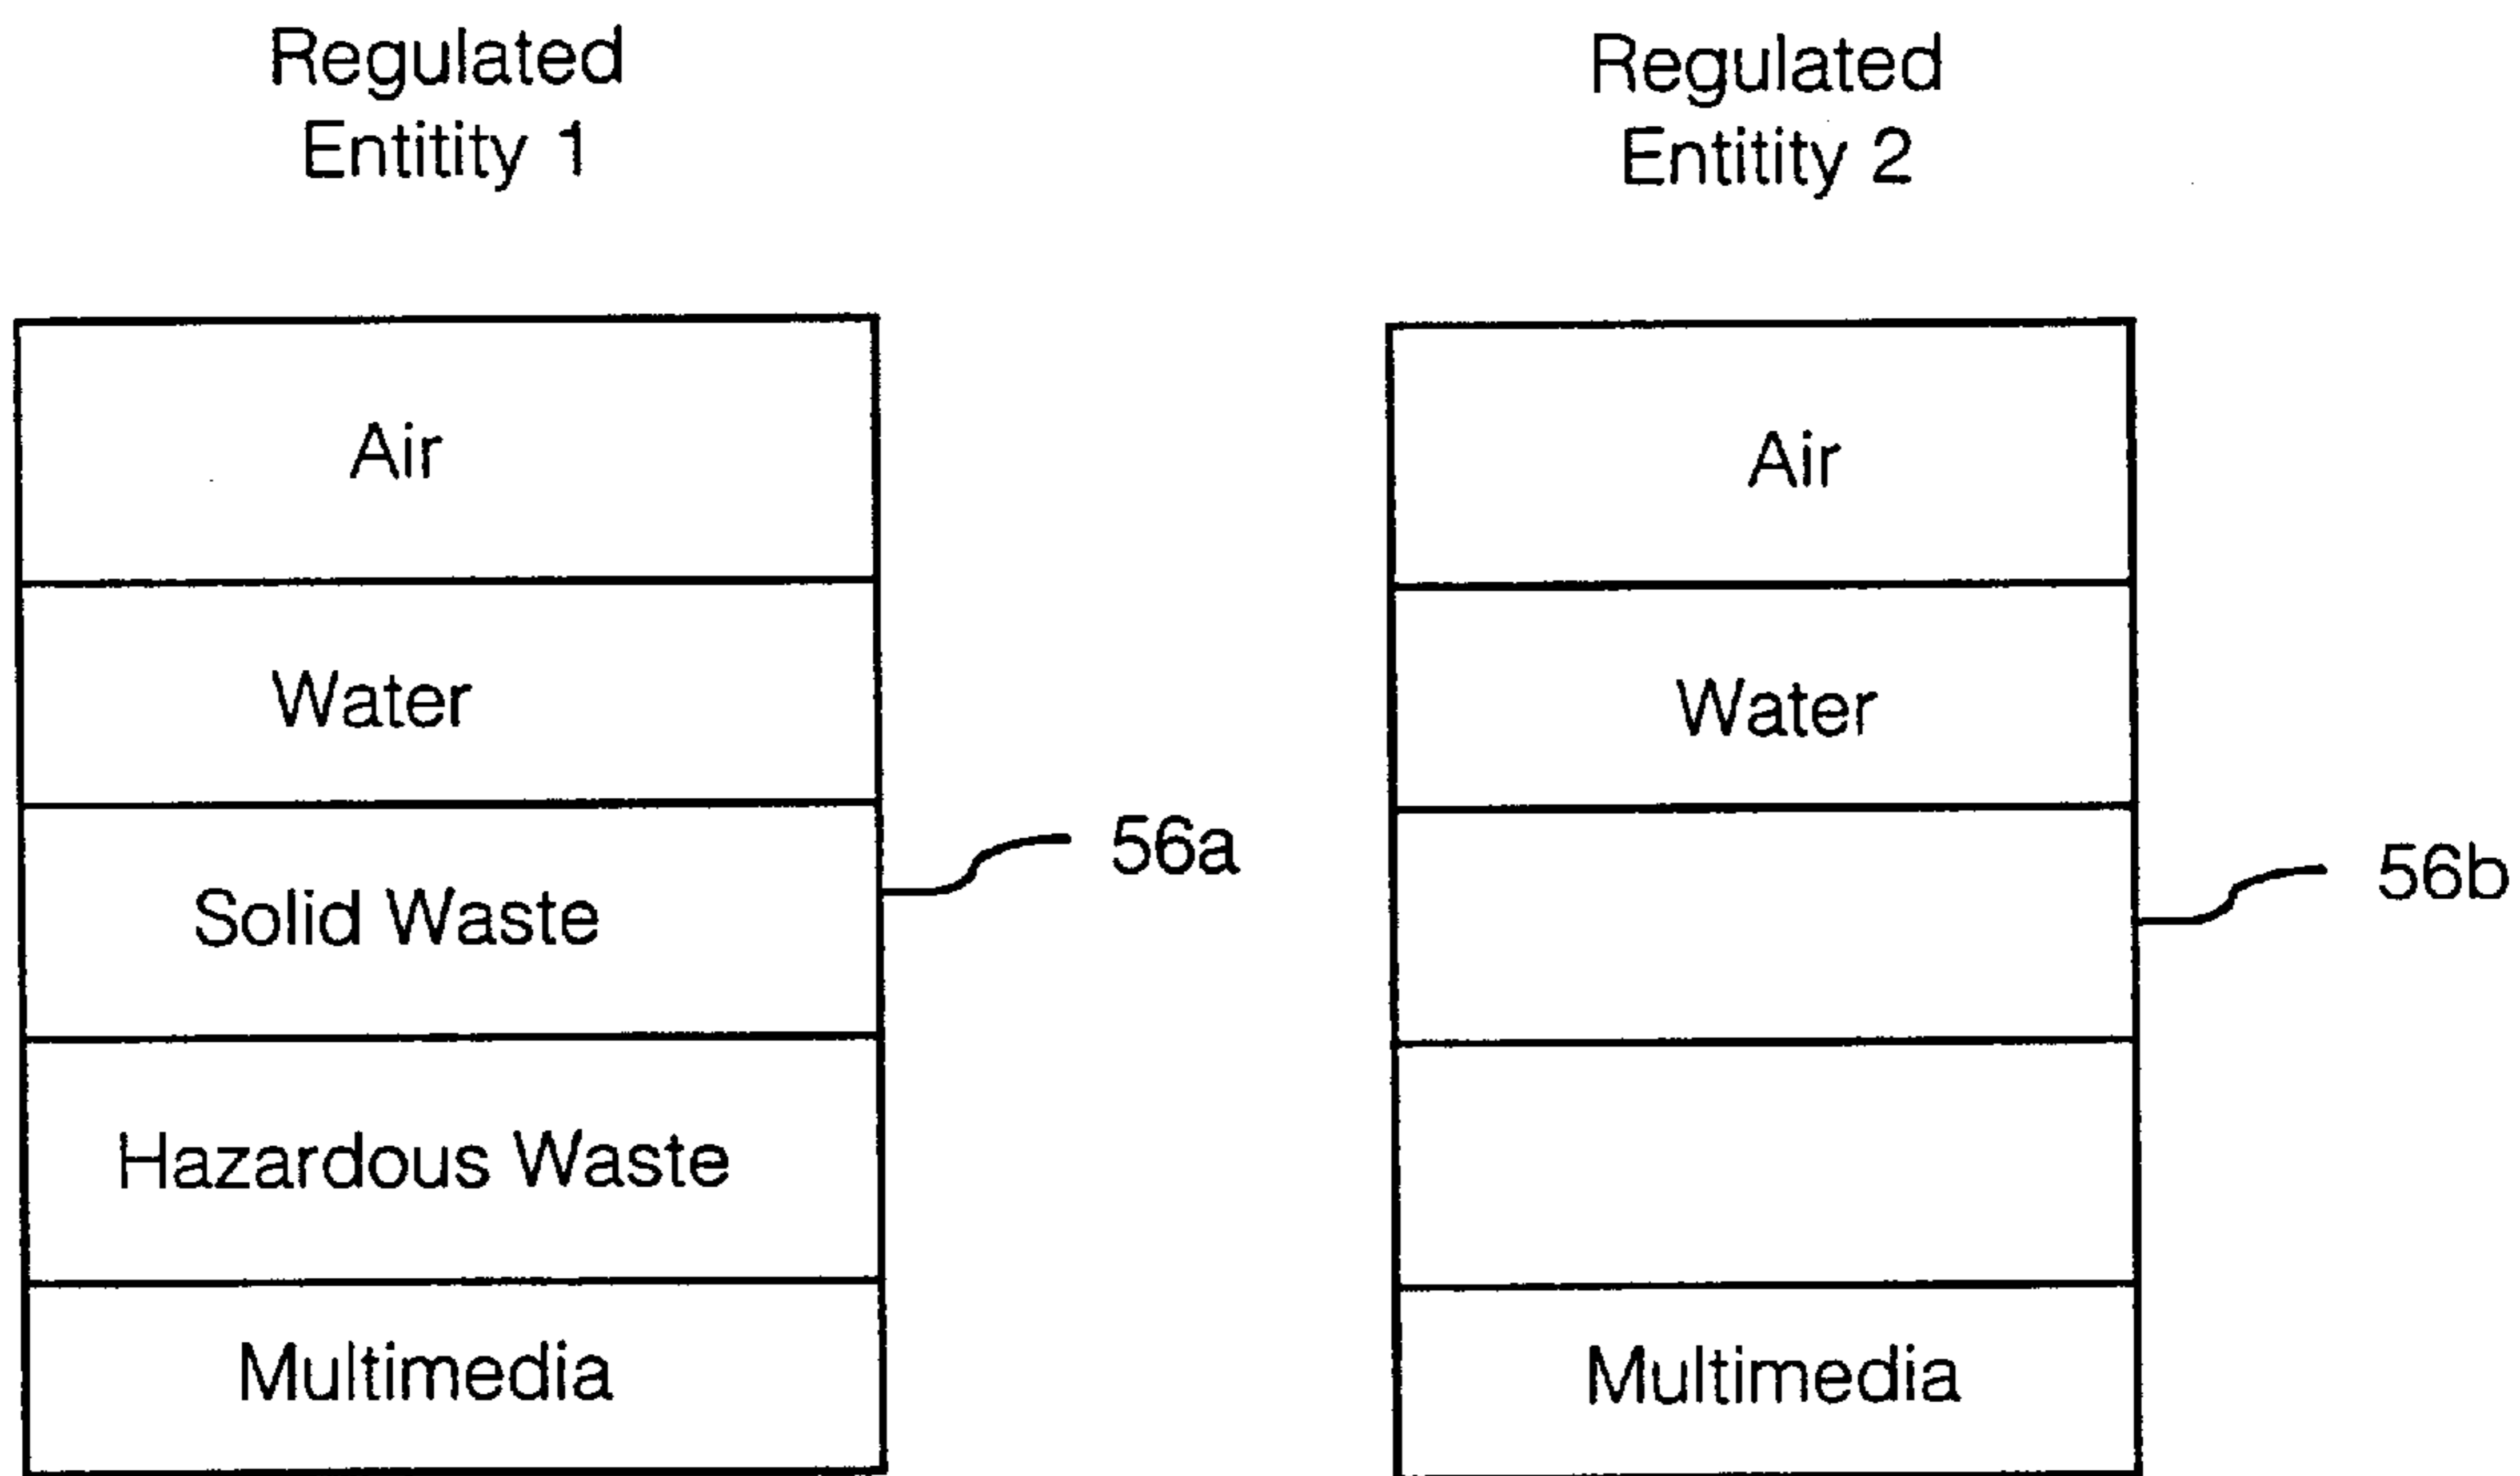 Regulated
Entitity 1
Air
Water
Solid Waste
Hazardous Waste
Multimedia
56a
Regulated
Entitity 2
Air
Water
Multimedia
56b